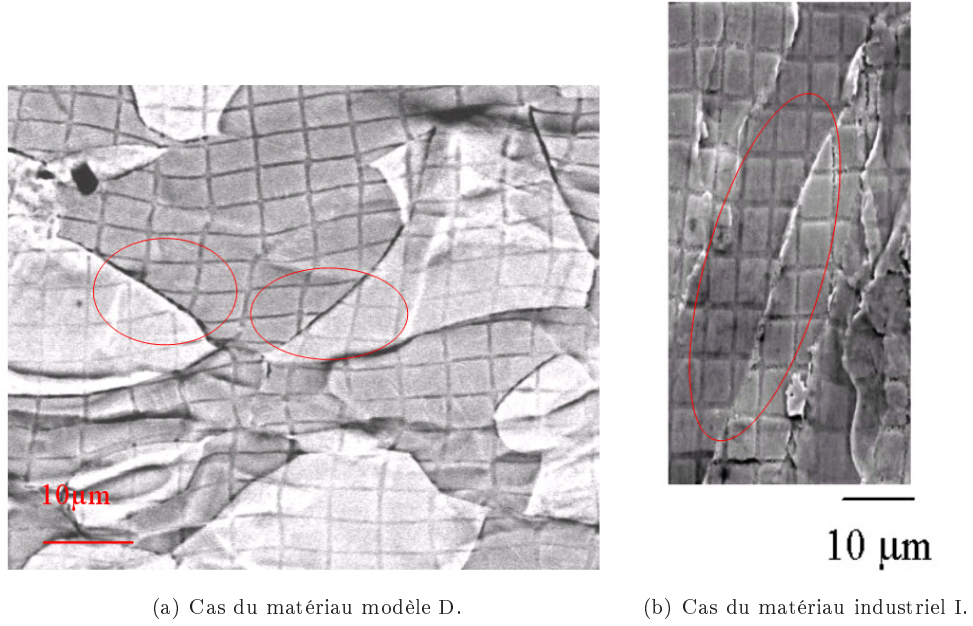 10µm
10 µm
(a) Cas du matériau modèle D.
(b) Cas du matériau industriel I.